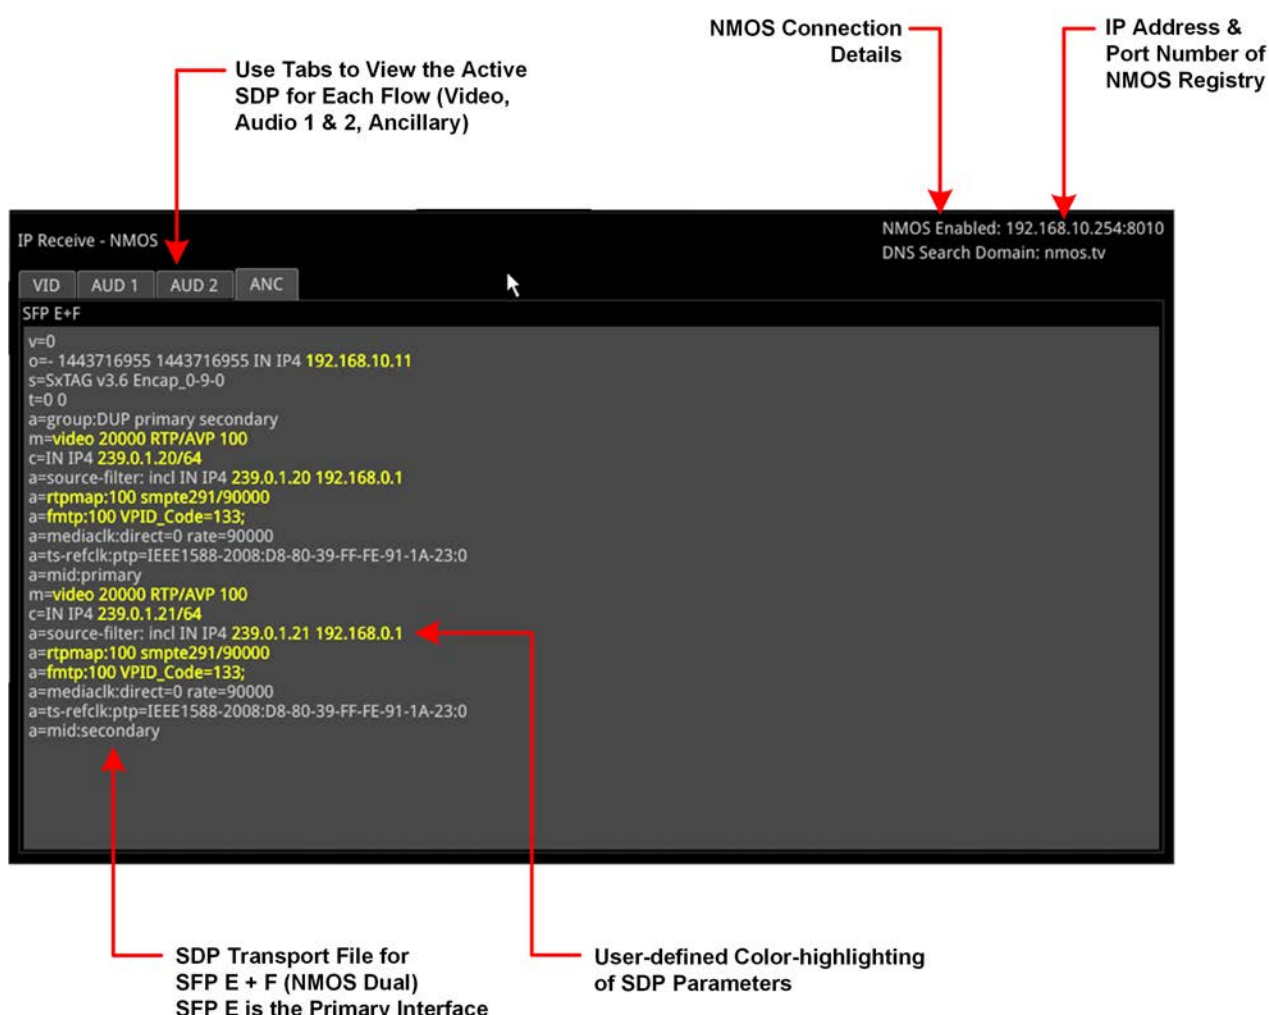 NMOS Connection
Details
IP Address &
Port Number of
NMOS Registry
Use Tabs to View the Active
SDP for Each Flow (Video,
Audio 1 & 2, Ancillary)
IP Receive - NMOS
NMOS Enabled: 192.168.10.254:8010
DNS Search Domain: nmos.tv
VID AUD 1 AUD 2 ANC
SFP E+F
v=0
o=- 1443716955 1443716955 IN IP4 192.168.10.11
s=SxTAG v3.6 Encap_0-9-0
t=0 0
a=group:DUP primary secondary
m=video 20000 RTP/AVP 100
c=IN IP4 239.0.1.20/64
a=source-filter: incl IN IP4 239.0.1.20 192.168.0.1
a=rtpmap:100 smpte291/90000
a=fmtp:100 VPID_Code=133;
a=mediaclk:direct=0 rate=90000
a=ts-refclk:ptp=IEEE1588-2008:D8-80-39-FF-FE-91-1A-23:0
a=mid:primary
m=video 20000 RTP/AVP 100
c=IN IP4 239.0.1.21/64
a=source-filter: incl IN IP4 239.0.1.21 192.168.0.1
a=rtpmap:100 smpte291/90000
a=fmtp:100 VPID_Code=133;
a=mediaclk:direct=0 rate=90000
a=ts-refclk:ptp=IEEE1588-2008:D8-80-39-FF-FE-91-1A-23:0
a=mid:secondary
SDP Transport File for
SFP E + F (NMOS Dual)
SFP E is the Primary Interface
User-defined Color-highlighting
of SDP Parameters